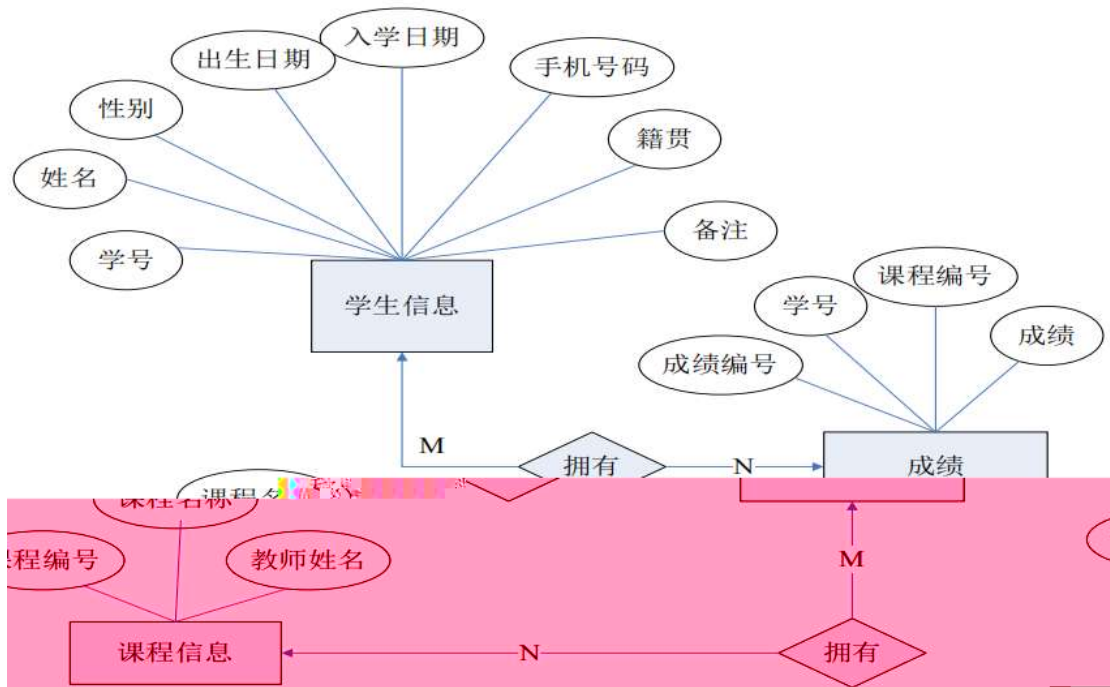 入学日期
出生日期
手机号码
性别
籍贯
姓名
备注
学号
课程编号
学生信息
学号
成绩
成绩编号
M
拥有
N
成绩
课程名称
程编号
教师姓名
M
课程信息
N
拥有